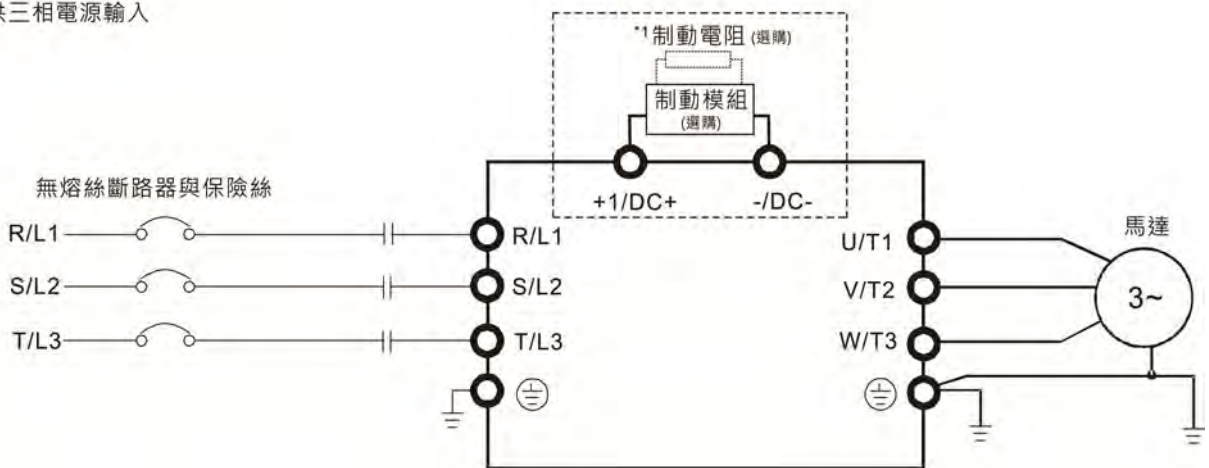 三相電源輸入
*1制動電阻 (選購)
制動模組
(選購)
+1/DC+
-/DC-
無熔絲斷路器與保險絲
R/L1
R/L1
U/T1
馬達
S/L2
S/L2
V/T2
3~
T/L3
T/L3
W/T3